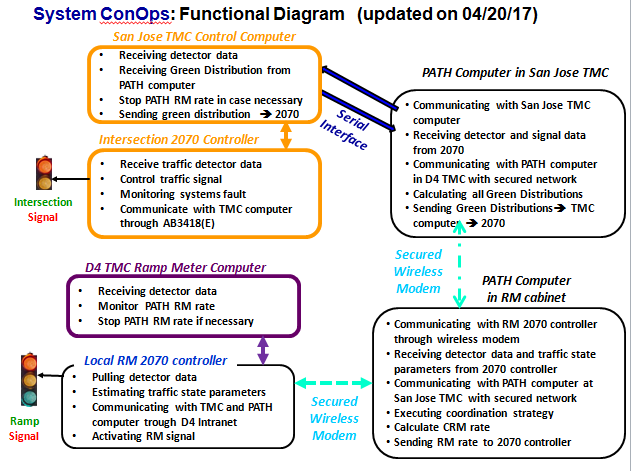 System ConOps: Functional Diagram (updated on 04/20/17)
San Jose TMC Control Computer
• Receiving detector data
• Receiving Green Distribution from
PATH computer
• Stop PATH RM rate in case necessary
• Sending green distribution ➔ 2070
Serial
Interface
PATH Computer in San Jose TMC
• Communicating with San Jose TMC
computer
• Receiving detector and signal data
from 2070
• Communicating with PATH computer
in D4 TMC with secured network
• Calculating all Green Distributions
• Sending Green Distributions➔ TMC
computer ➔ 2070
Intersection 2070 Controller
• Receive traffic detector data
• Control traffic signal
• Monitoring systems fault
• Communicate with TMC computer
through AB3418(E)
Intersection
Signal
Secured
Wireless
Modem
D4 TMC Ramp Meter Computer
• Receiving detector data
• Monitor PATH RM rate
• Stop PATH RM rate if necessary
PATH Computer
in RM cabinet
• Communicating with RM 2070 controller
through wireless modem
• Receiving detector data and traffic state
parameters from 2070 controller
• Communicating with PATH computer at
San Jose TMC with secured network
• Executing coordination strategy
• Calculate CRM rate
• Sending RM rate to 2070 controller
Local RM 2070 controller
• Pulling detector data
• Estimating traffic state parameters
• Communicating with TMC and PATH
computer trough D4 Intranet
• Activating RM signal
Ramp
Signal
Secured
Wireless
Modem